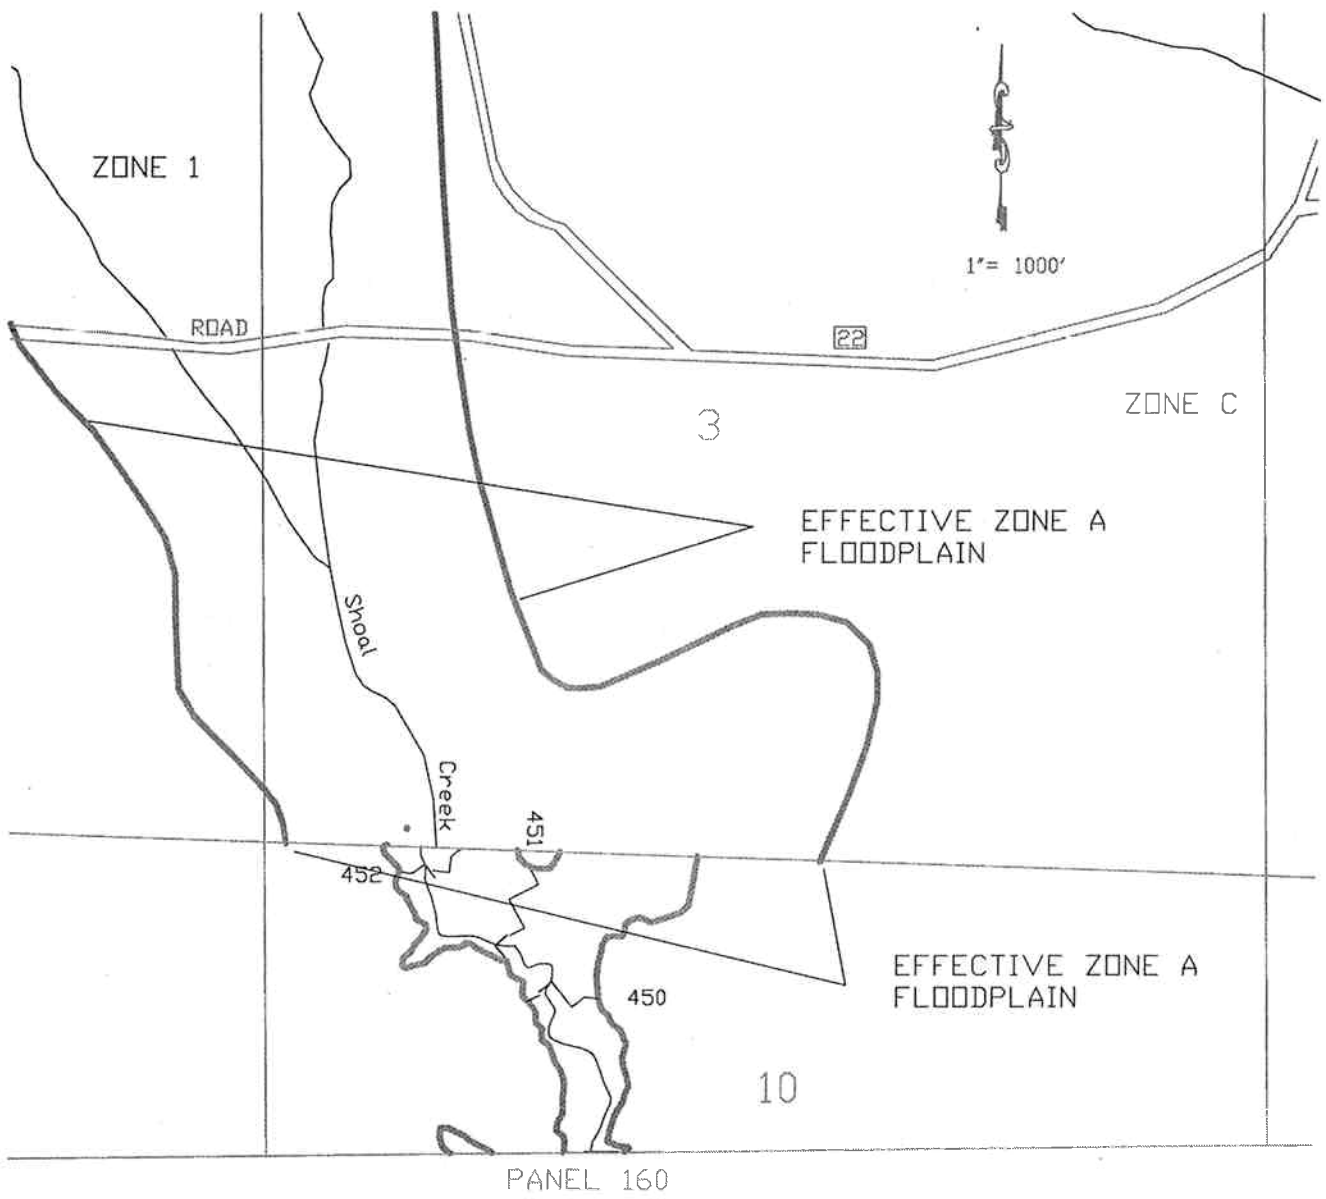 ZONE 1
1"= 1000'
ROAD
22
ZONE C
3
EFFECTIVE ZONE A
FLOODPLAIN
Shoal
Creek
451
452
EFFECTIVE ZONE A
FLOODPLAIN
450
10
PANEL 160